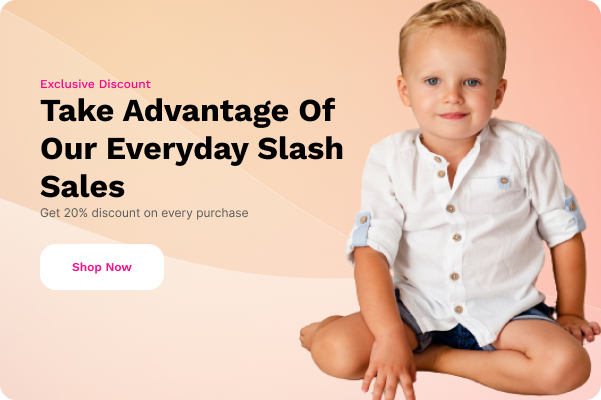 Exclusive Discount
Take Advantage Of
Our Everyday Slash
Sales
Get 20% discount on every purchase
Shop Now